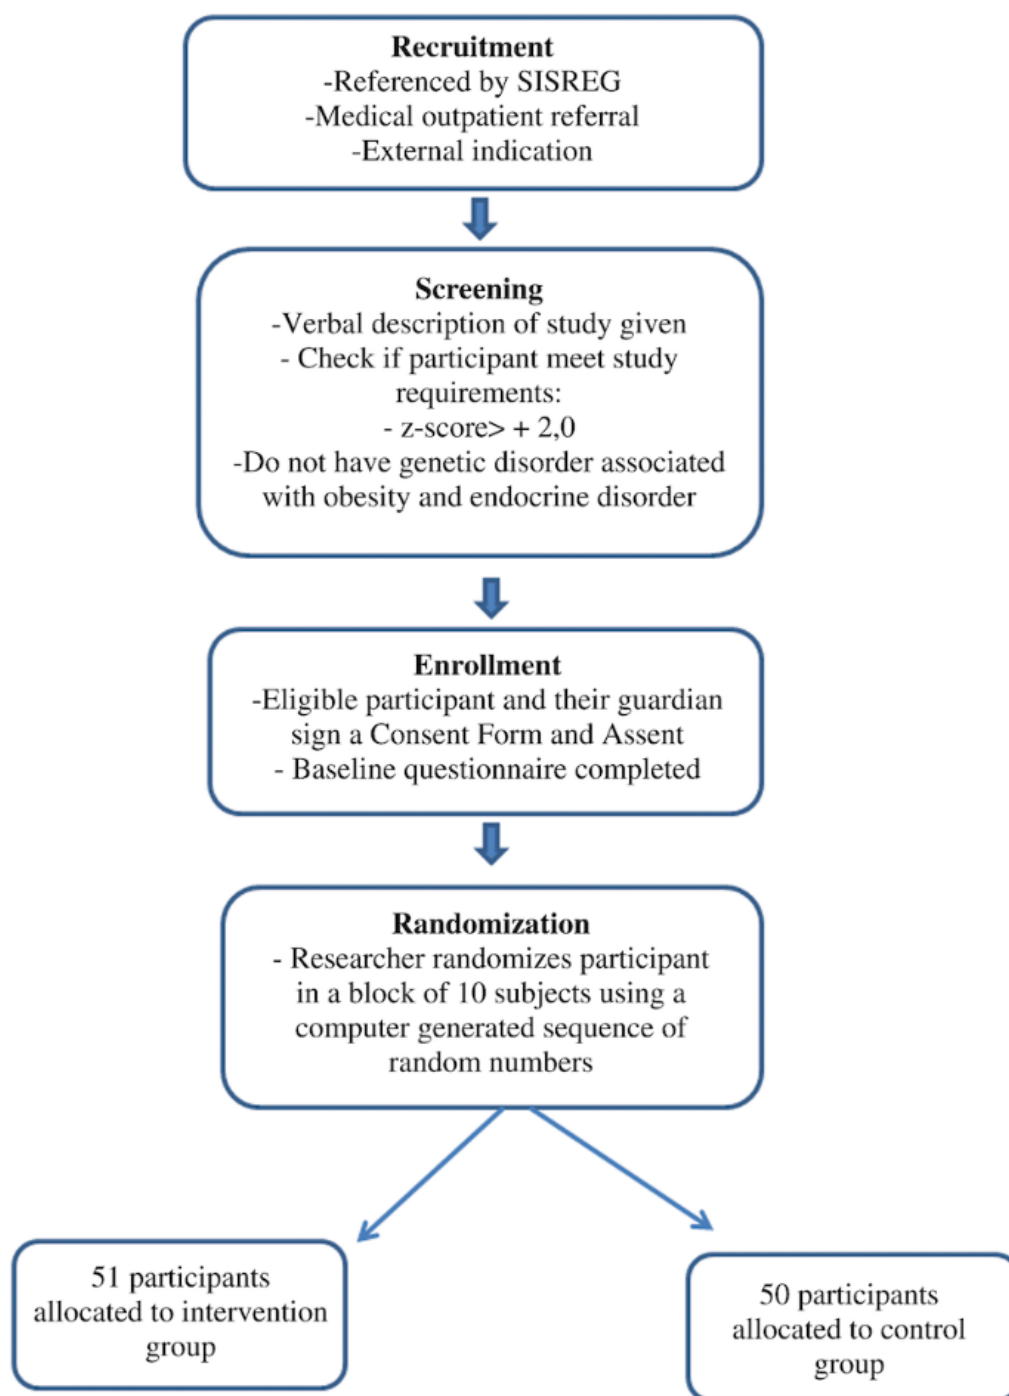 Recruitment
-Referenced by SISREG
-Medical outpatient referral
-External indication
Screening
-Verbal description of study given
- Check if participant meet study
requirements:
- z-score> + 2,0
-Do not have genetic disorder associated
with obesity and endocrine disorder
Enrollment
-Eligible participant and their guardian
sign a Consent Form and Assent
- Baseline questionnaire completed
Randomization
- Researcher randomizes participant
in a block of 10 subjects using a
computer generated sequence of
random numbers
51 participants
allocated to intervention
group
50 participants
allocated to control
group